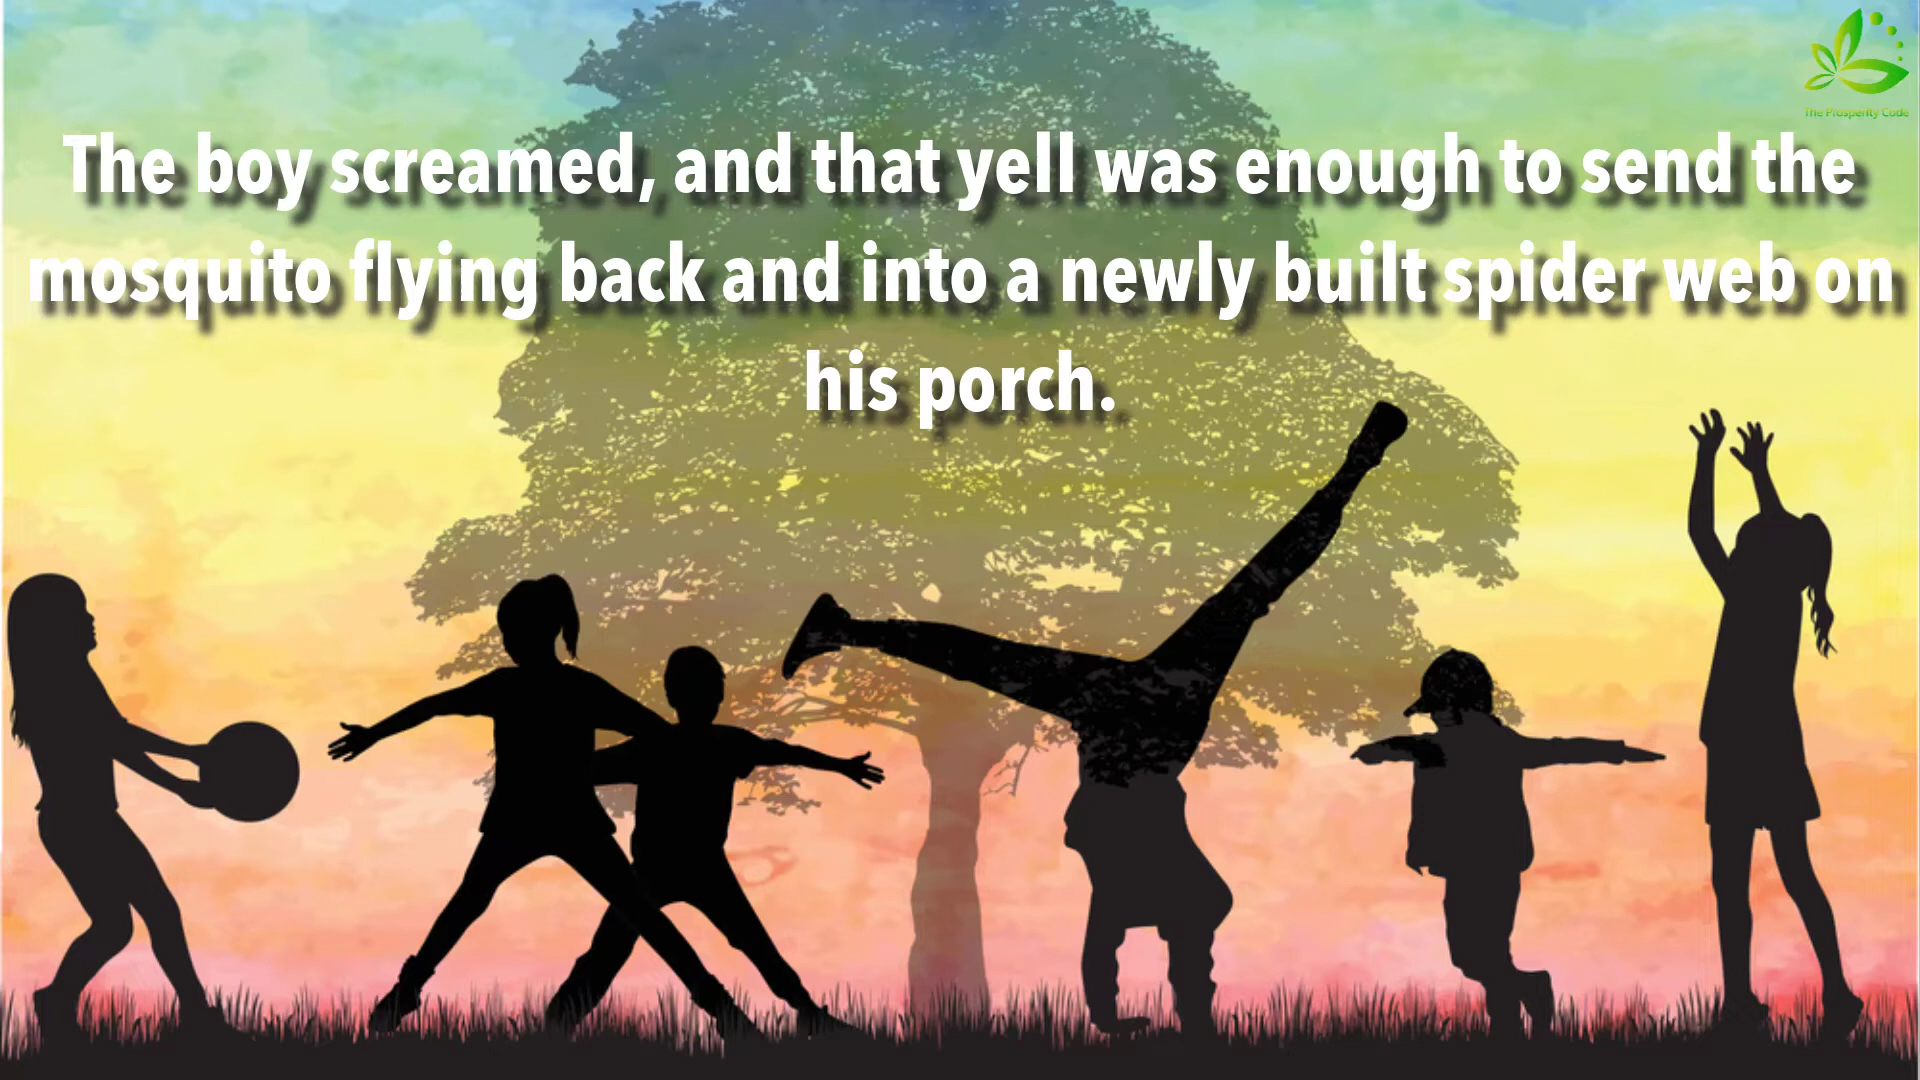 The Prosperity Code
The boy screamed, and that yell was enough to send the
mosquito flying back and into a newly built spider web on
his porch.